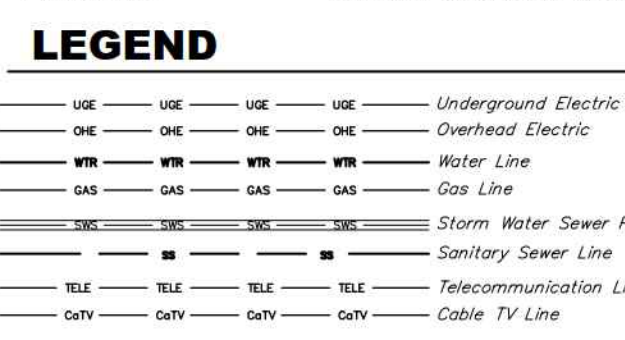 LEGEND
UGE UGE UGE UGE Underground Electric
OHE OHE OHE OHE Overhead Electric
WTR WTR WTR WTR Water Line
GAS GAS GAS GAS Gas Line
SWS SWS SWS SWS Storm Water Sewer
SS SS Sanitary Sewer Line
TELE TELE TELE TELE Telecommunication
CaTV CaTV CaTV CaTV Cable TV Line